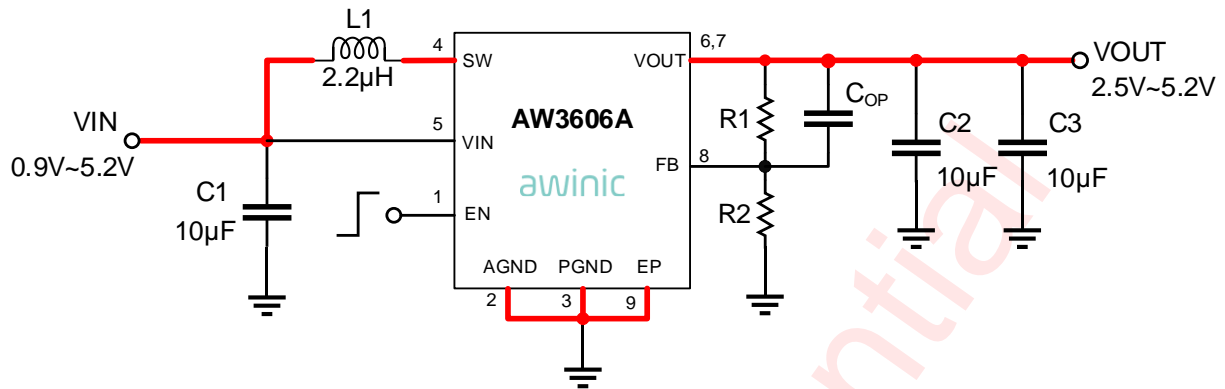 L1
2.2µH
4
SW
6,7
VOUT
VOUT
2.5V~5.2V
AW3606A
awinic
R1
C_OP
C2
10µF
C3
10µF
VIN
0.9V~5.2V
5
VIN
FB
8
C1
10µF
1
EN
R2
AGND
PGND
EP
2
3
9
ntial